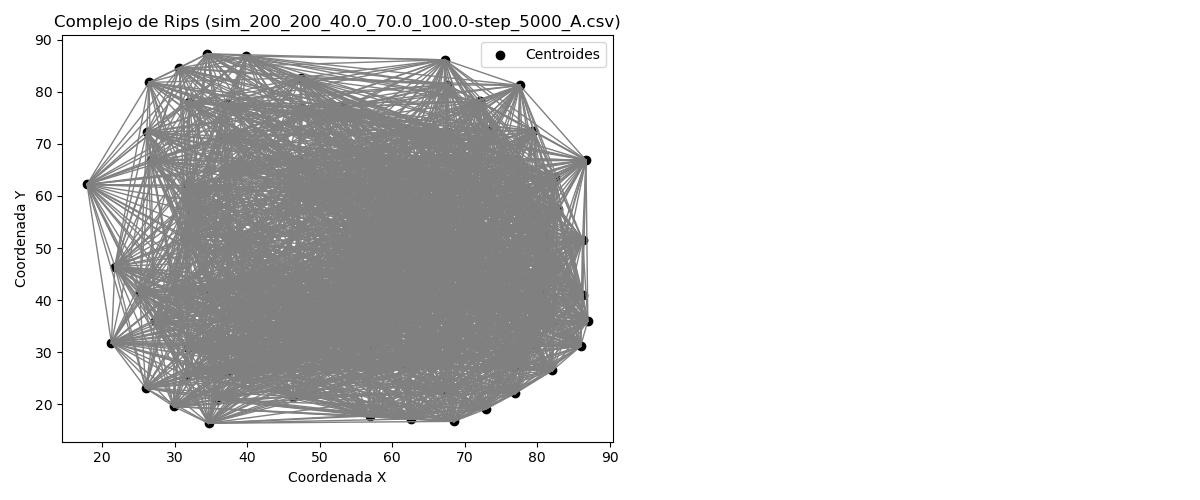 Complejo de Rips (sim_200_200_40.0_70.0_100.0-step_5000_A.csv)
Centroides
90
80
70
60
50
40
30
20
Coordenada Y
20 30 40 50 60 70 80 90
Coordenada X